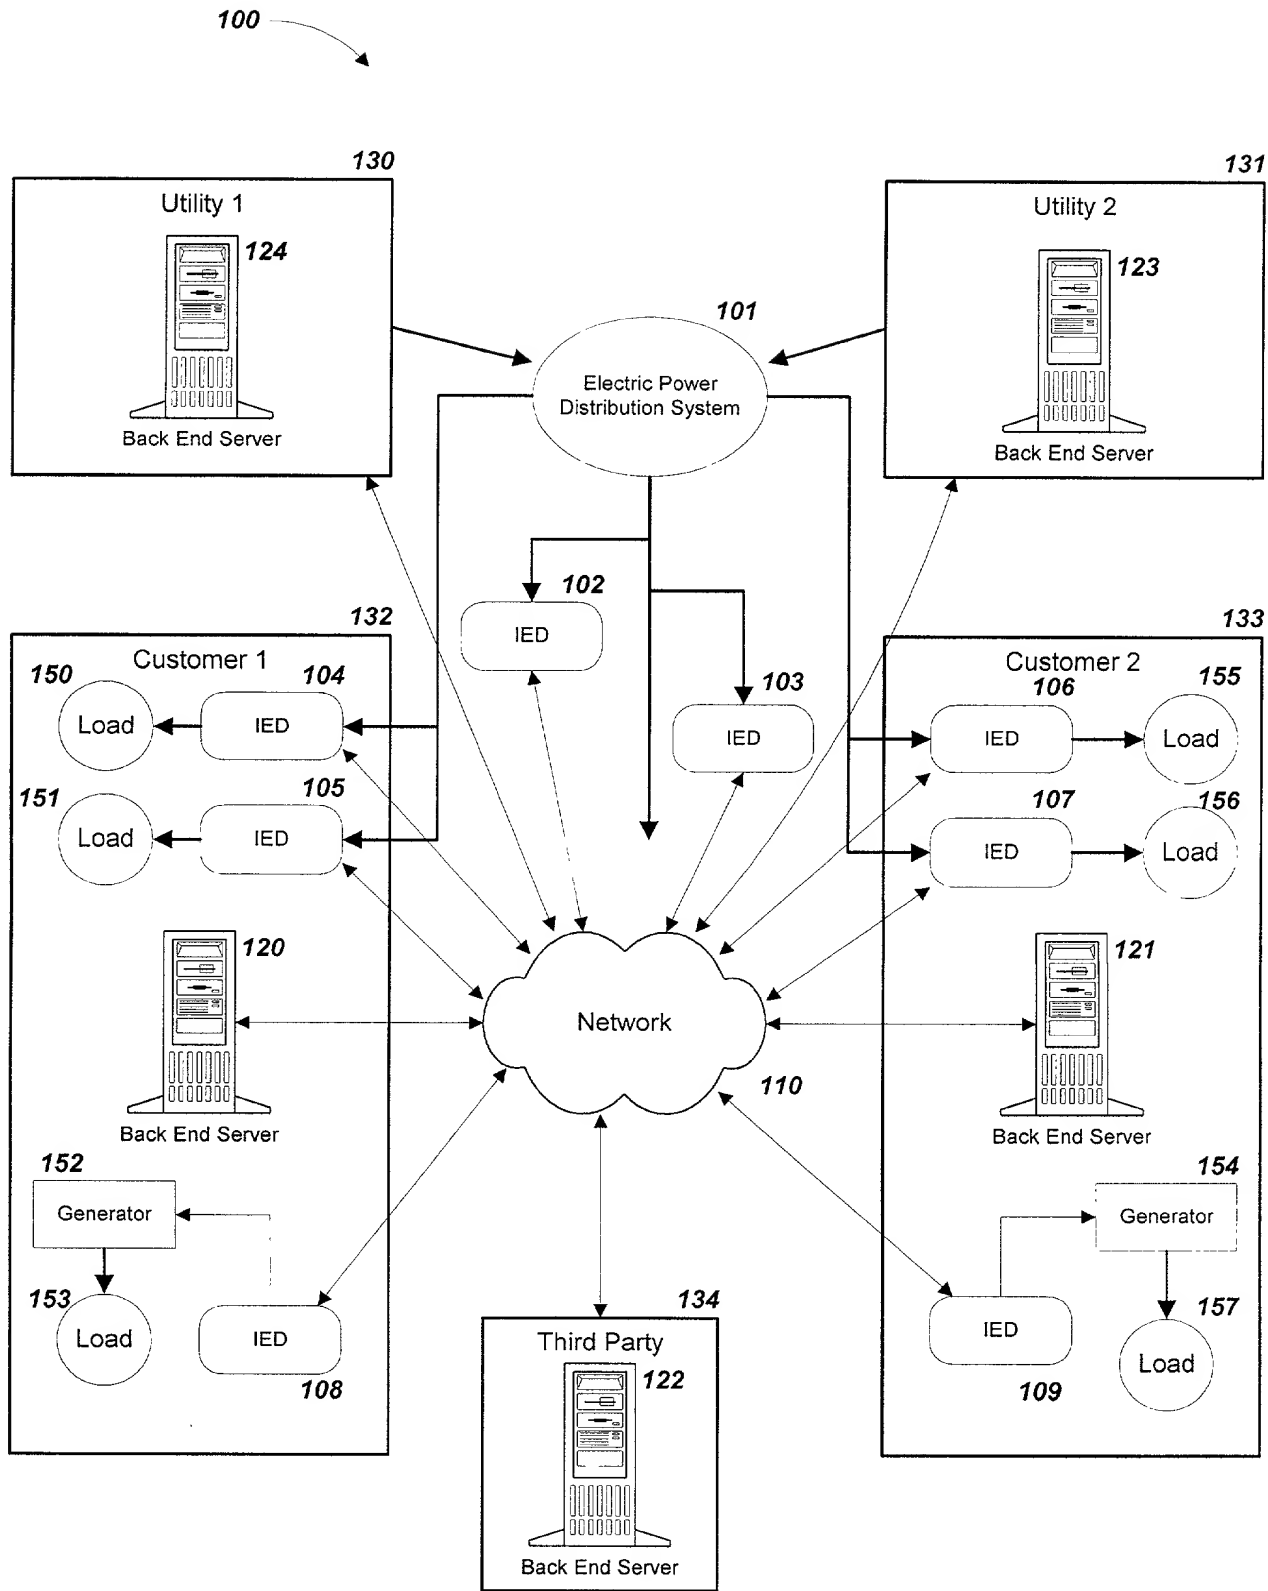 100
130
131
Utility 1
Utility 2
124
123
Back End Server
Back End Server
101
Electric Power
Distribution System
102
IED
103
IED
132
133
Customer 1
Customer 2
150
104
Load
IED
151
105
Load
IED
106
155
IED
Load
107
156
IED
Load
120
Back End Server
Network
110
121
Back End Server
152
Generator
153
Load
IED
108
154
Generator
157
IED
Load
109
134
Third Party
122
Back End Server